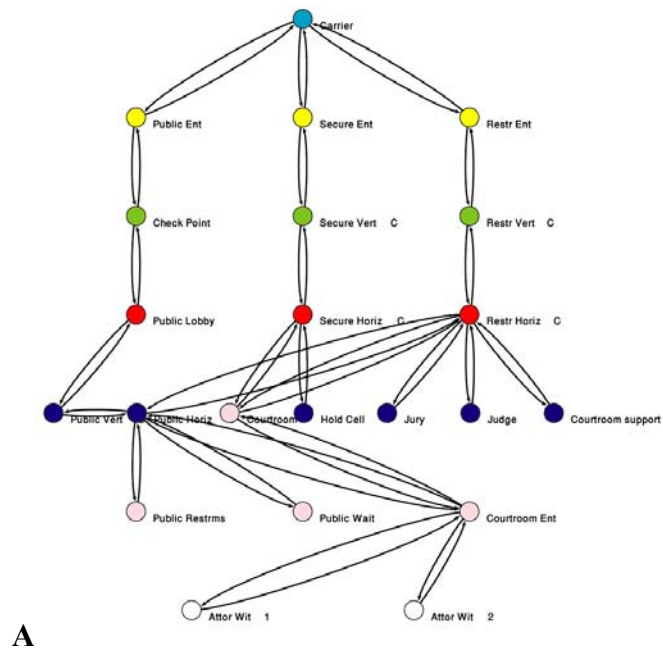 Carrier
Public Ent
Secure Ent
Restr Ent
Check Point
Secure Vert C
Restr Vert C
Public Lobby
Secure Horiz C
Restr Horiz C
Public Vert
Public Horiz
Courtroom
Hold Cell
Jury
Judge
Courtroom support
Public Restrms
Public Wait
Courtroom Ent
Attor Wit 1
Attor Wit 2
A